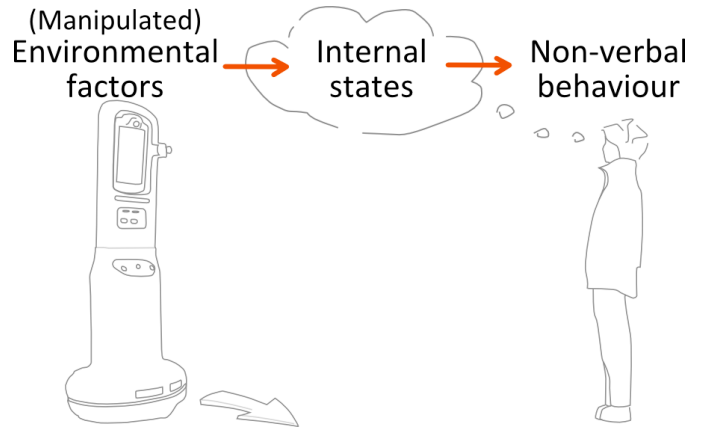 (Manipulated)
Environmental
factors
Internal
states
Non-verbal
behaviour